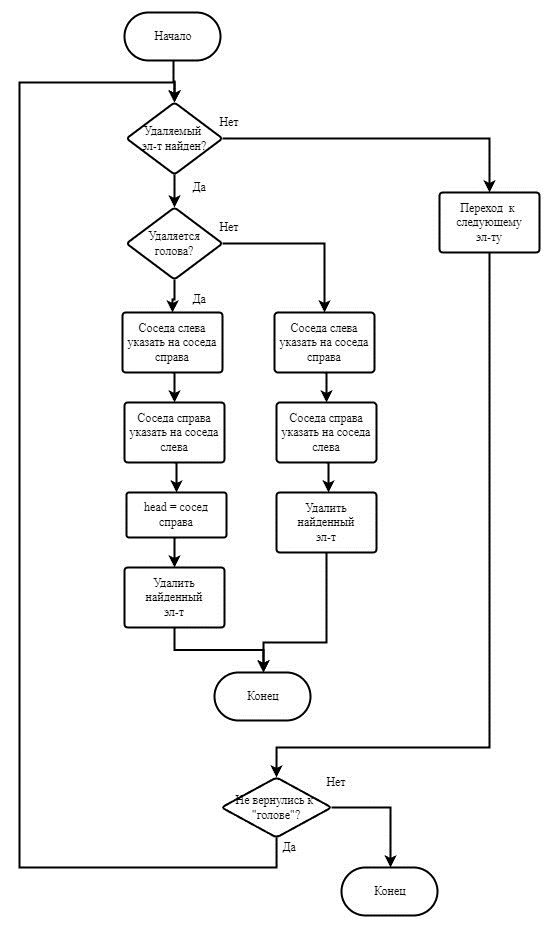 Начало
Удаляемый
эл-т найден?
Нет
Да
Переход к
следующему
эл-ту
Удаляется
голова?
Нет
Да
Соседа слева
указать на соседа
справа
Соседа слева
указать на соседа
справа
Соседа справа
указать на соседа
слева
Соседа справа
указать на соседа
слева
head = сосед
справа
Удалить
найденный
эл-т
Удалить
найденный
эл-т
Конец
Не вернулись к
"голове"?
Нет
Да
Конец